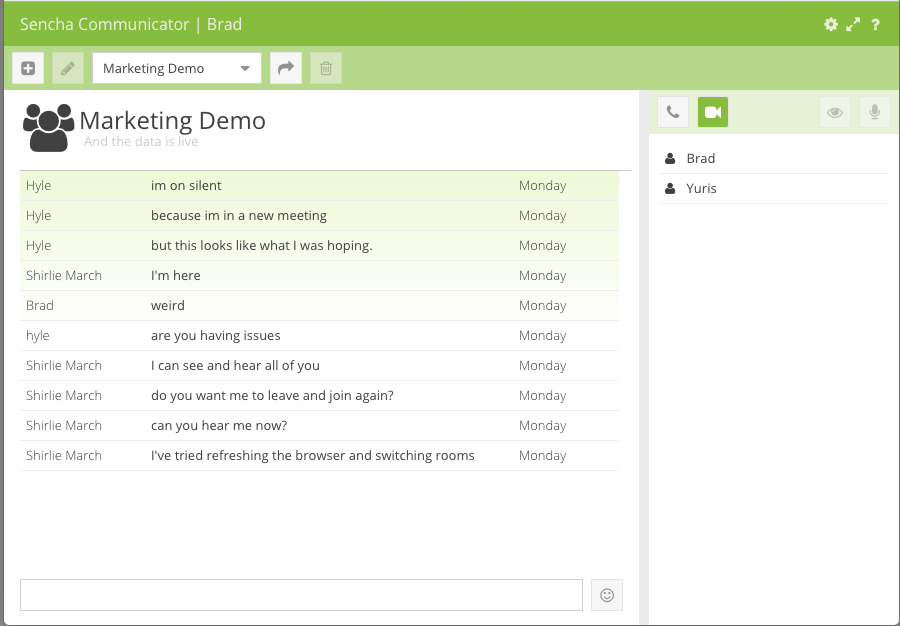 Sencha Communicator | Brad
?
Marketing Demo
Marketing Demo
And the data is live
Hyle im on silent Monday
Hyle because im in a new meeting Monday
Hyle but this looks like what I was hoping. Monday
Shirlie March I'm here Monday
Brad weird Monday
hyle are you having issues Monday
Shirlie March I can see and hear all of you Monday
Shirlie March do you want me to leave and join again? Monday
Shirlie March can you hear me now? Monday
Shirlie March I've tried refreshing the browser and switching rooms Monday
Brad
Yuris